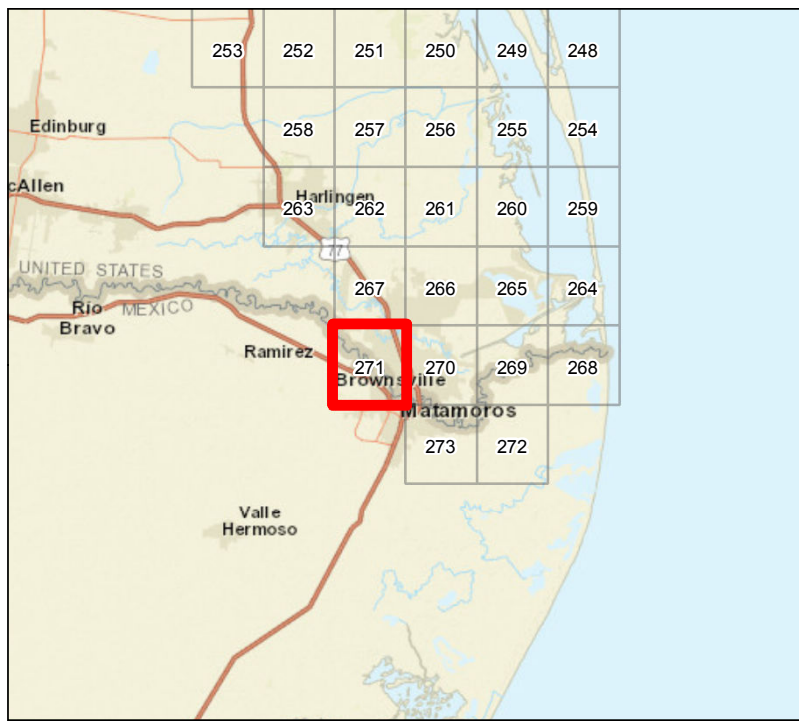 253 252 251 250 249 248
Edinburg
258 257 256 255 254
cAllen
Harlingen
263 262 261 260 259
77
UNITED STATES
MEXICO
267 266 265 264
Rio
Bravo
Ramirez
271 270 269 268
Brownsville
Matamoros
273 272
Valle
Hermoso